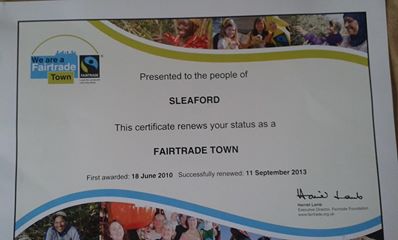 We are a
Fairtrade
Town
FAIRTRADE
Presented to the people of
SLEAFORD
This certificate renews your status as a
FAIRTRADE TOWN
First awarded: 18 June 2010 Successfully renewed: 11 September 2013
Harriet Lamb
Harriet Lamb
Executive Director, Fairtrade Foundation
www.fairtrade.org.uk